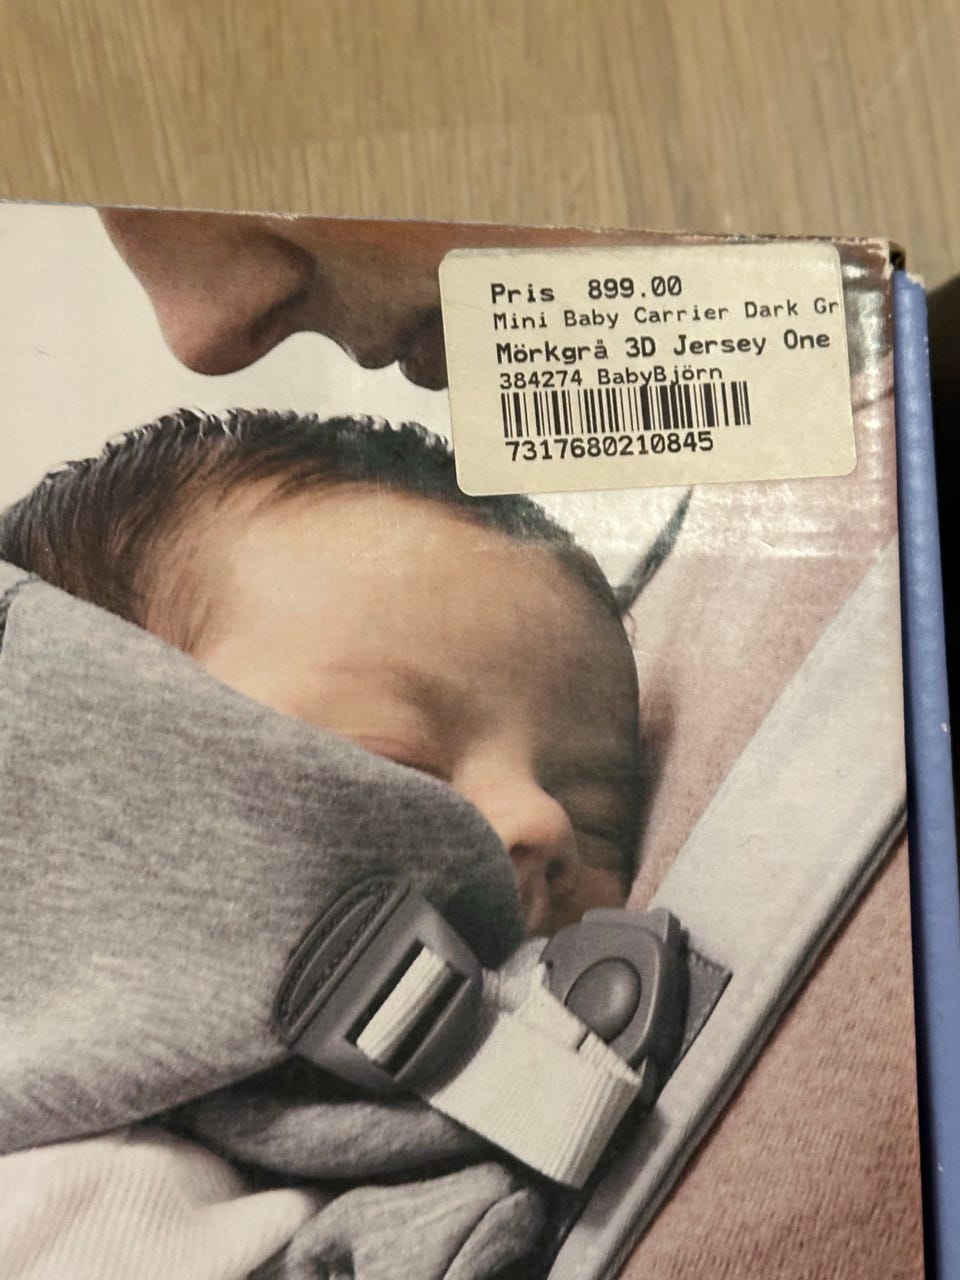 Pris 899.00
Mini Baby Carrier Dark Gr
Mörkgrå 3D Jersey One
384274 BabyBjörn
7317680210845